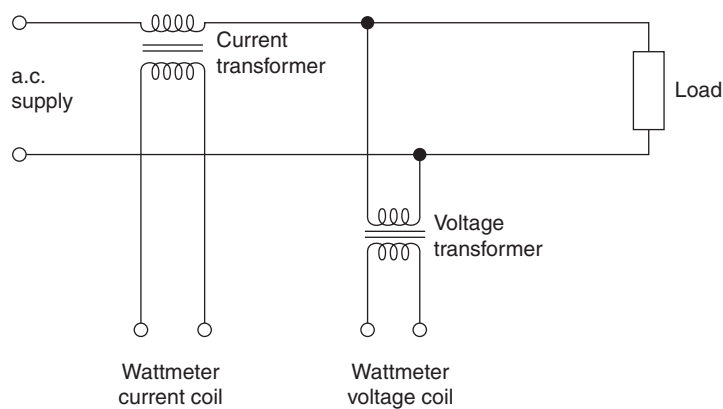 Current
transformer
a.c.
supply
Load
Voltage
transformer
Wattmeter
current coil
Wattmeter
voltage coil